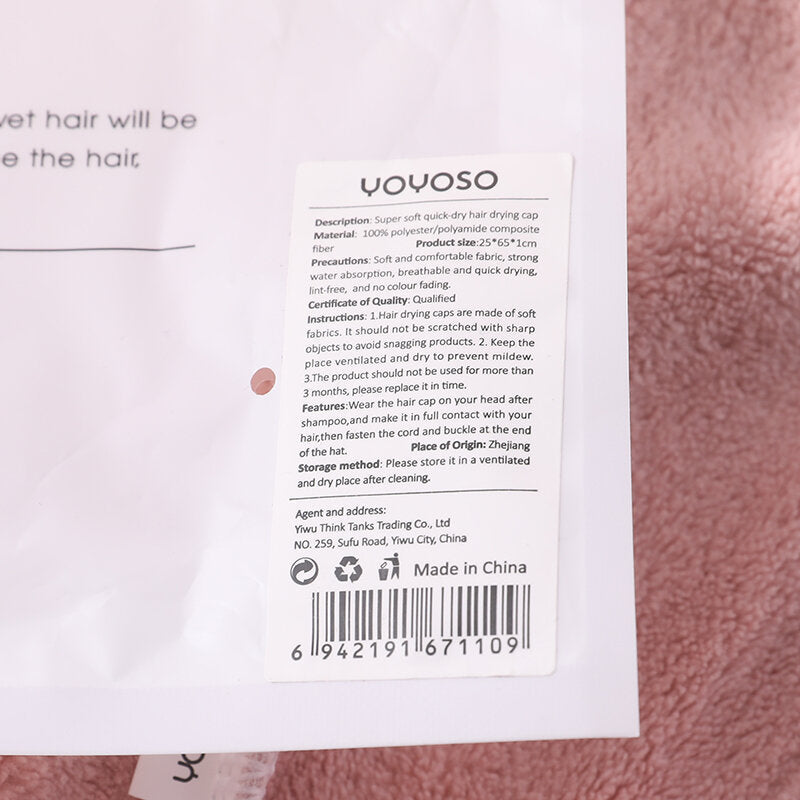 wet hair will be
e the hair,
YOYOSO
Description: Super soft quick-dry hair drying cap
Material: 100% polyester/polyamide composite
fiber Product size:25*65*1cm
Precautions: Soft and comfortable fabric, strong
water absorption, breathable and quick drying,
lint-free, and no colour fading.
Certificate of Quality: Qualified
Instructions: 1.Hair drying caps are made of soft
fabrics. It should not be scratched with sharp
objects to avoid snagging products. 2. Keep the
place ventilated and dry to prevent mildew.
3.The product should not be used for more than
3 months, please replace it in time.
Features:Wear the hair cap on your head after
shampoo,and make it in full contact with your
hair,then fasten the cord and buckle at the end
of the hat. Place of Origin: Zhejiang
Storage method: Please store it in a ventilated
and dry place after cleaning.
Agent and address:
Yiwu Think Tanks Trading Co., Ltd
NO. 259, Sufu Road, Yiwu City, China
Made in China
6 942191 671109